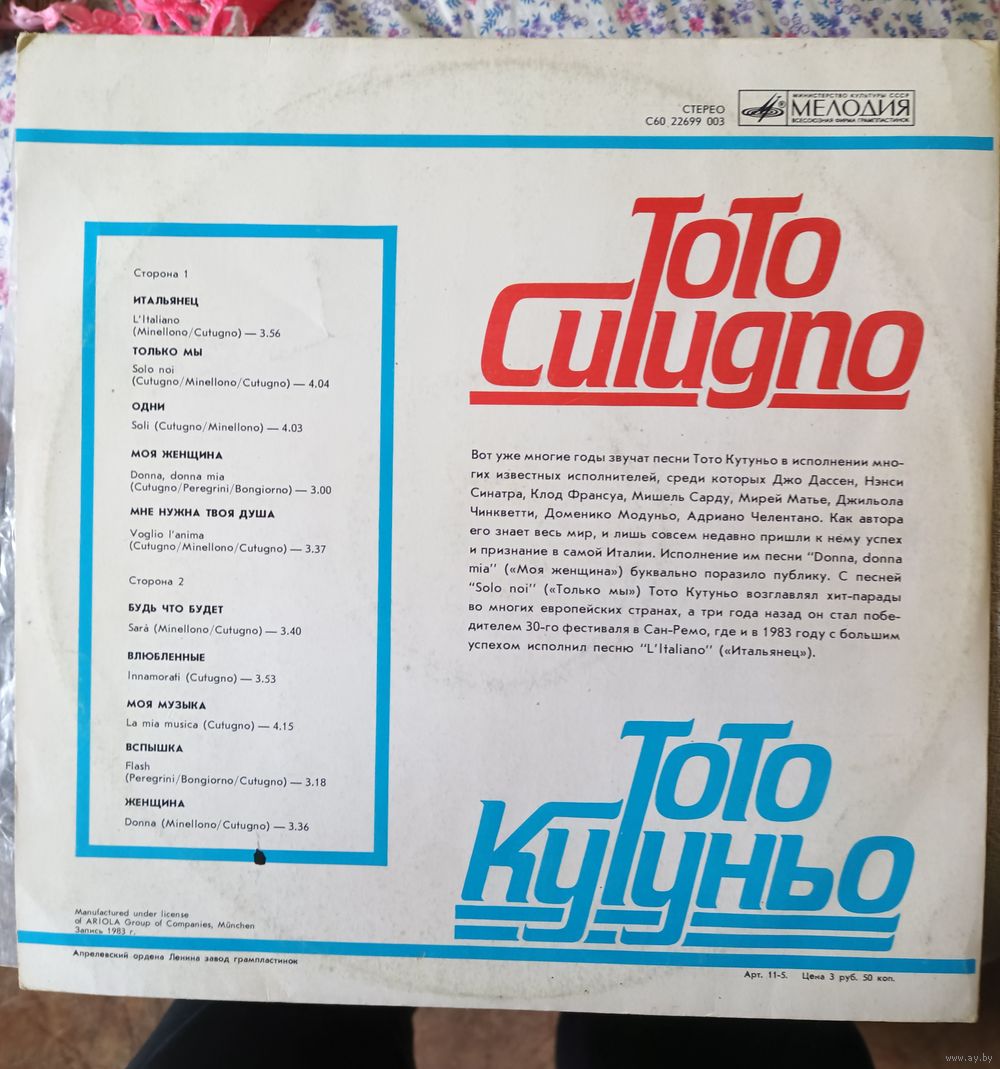 СТЕРЕО
С60 22699 003
МИНИСТЕРСТВО КУЛЬТУРЫ СССР
МЕЛОДИЯ
ВСЕСОЮЗНАЯ ФИРМА ГРАМПЛАСТИНОК
Toto
Cutugno
Сторона 1
ИТАЛЬЯНЕЦ
L'Italiano
(Minellono/Cutugno) — 3.56
ТОЛЬКО МЫ
Solo noi
(Cutugno/Minellono/Cutugno) — 4.04
ОДНИ
Soli (Cutugno/Minellono) — 4.03
МОЯ ЖЕНЩИНА
Donna, donna mia
(Cutugno/Peregrini/Bongiorno) — 3.00
МНЕ НУЖНА ТВОЯ ДУША
Voglio l'anima
(Cutugno/Minellono/Cutugno) — 3.37
Сторона 2
БУДЬ ЧТО БУДЕТ
Sarà (Minellono/Cutugno) — 3.40
ВЛЮБЛЕННЫЕ
Innamorati (Cutugno) — 3.53
МОЯ МУЗЫКА
La mia musica (Cutugno) — 4.15
ВСПЫШКА
Flash
(Peregrini/Bongiorno/Cutugno) — 3.18
ЖЕНЩИНА
Donna (Minellono/Cutugno) — 3.36
Вот уже многие годы звучат песни Тото Кутуньо в исполнении мно-
гих известных исполнителей, среди которых Джо Дассен, Нэнси
Синатра, Клод Франсуа, Мишель Сарду, Мирей Матье, Джильола
Чинкветти, Доменико Модуньо, Адриано Челентано. Как автора
его знает весь мир, и лишь совсем недавно пришли к нему успех
и признание в самой Италии. Исполнение им песни "Donna, donna
mia" («Моя женщина») буквально поразило публику. С песней
"Solo noi" («Только мы») Тото Кутуньо возглавлял хит-парады
во многих европейских странах, а три года назад он стал побе-
дителем 30-го фестиваля в Сан-Ремо, где и в 1983 году с большим
успехом исполнил песню "L'Italiano" («Итальянец»).
Тото
Кутуньо
Manufactured under license
of ARIOLA Group of Companies, München
Запись 1983 г.
Апрелевский ордена Ленина завод грампластинок
Арт. 11-5. Цена 3 руб. 50 коп.
www.ay.by